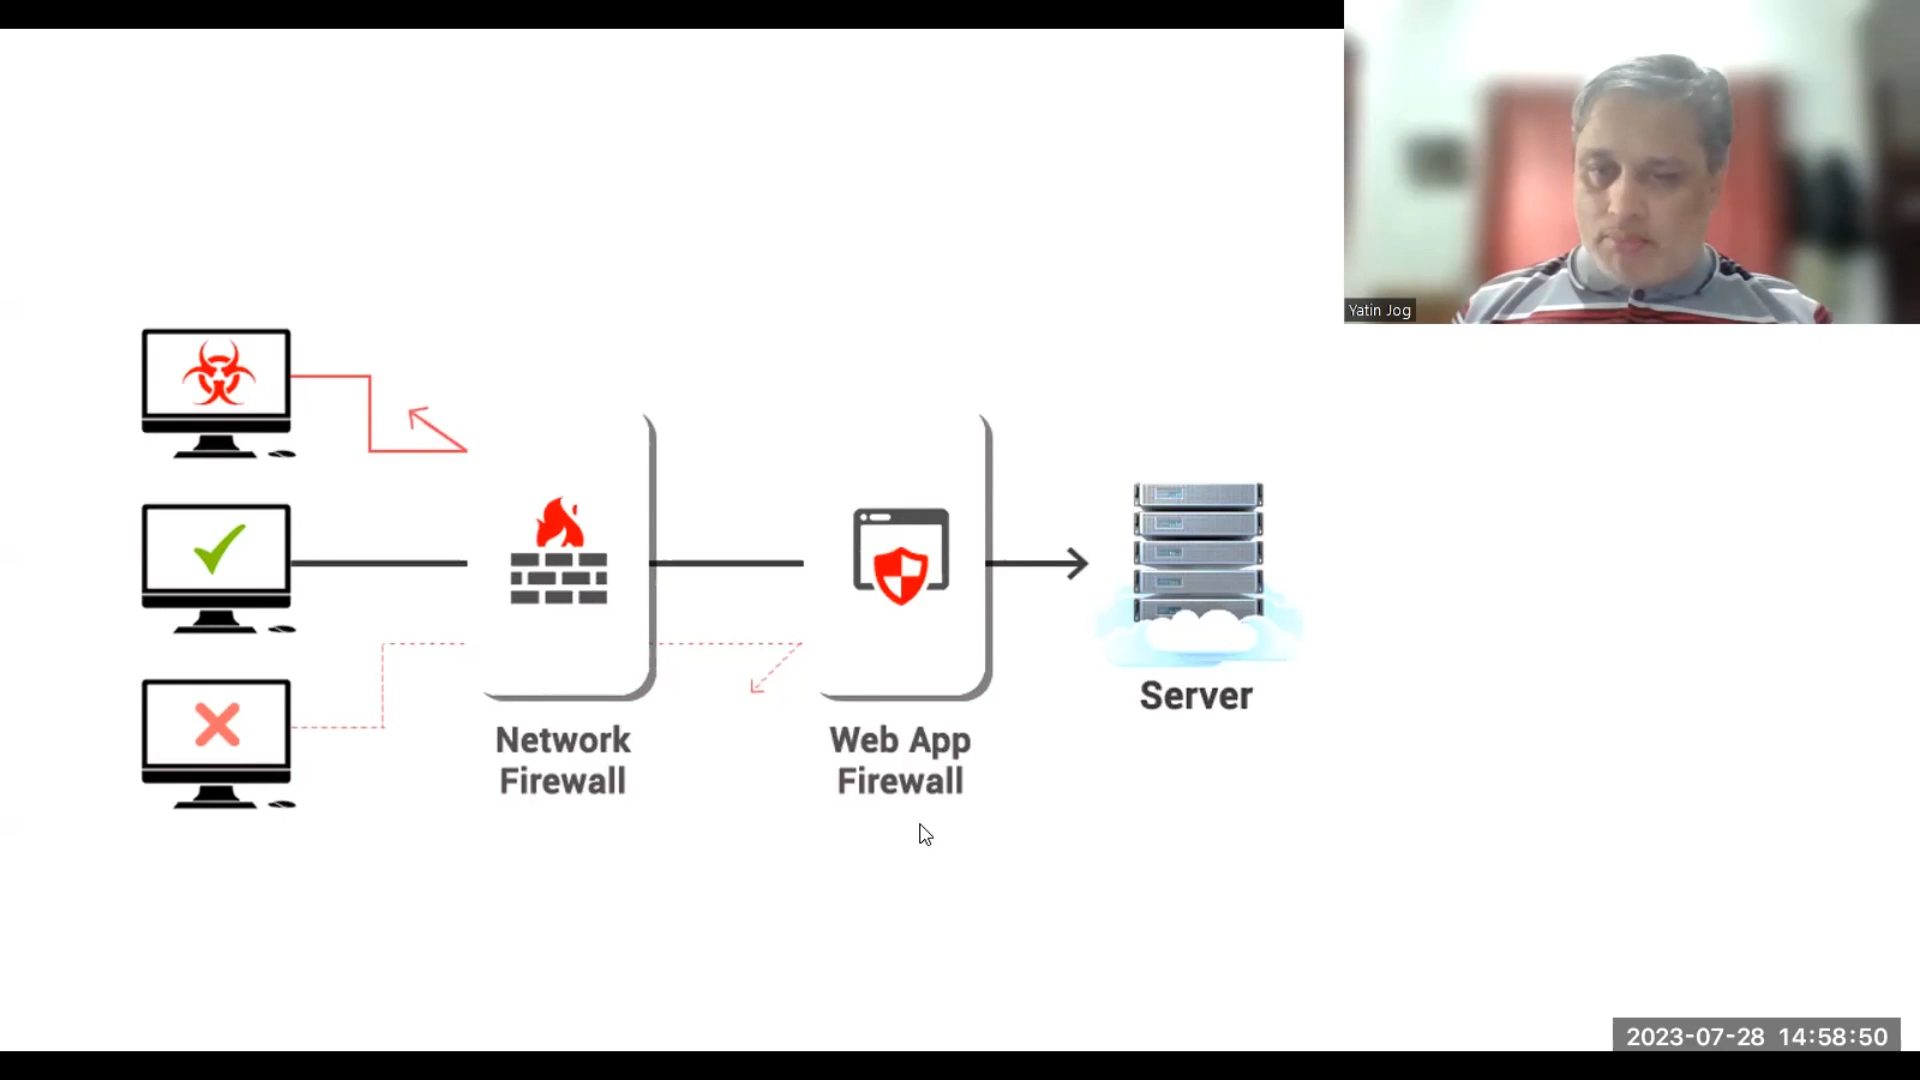 Yatin Jog
Server
Network
Firewall
Web App
Firewall
2023-07-28 14:58:50